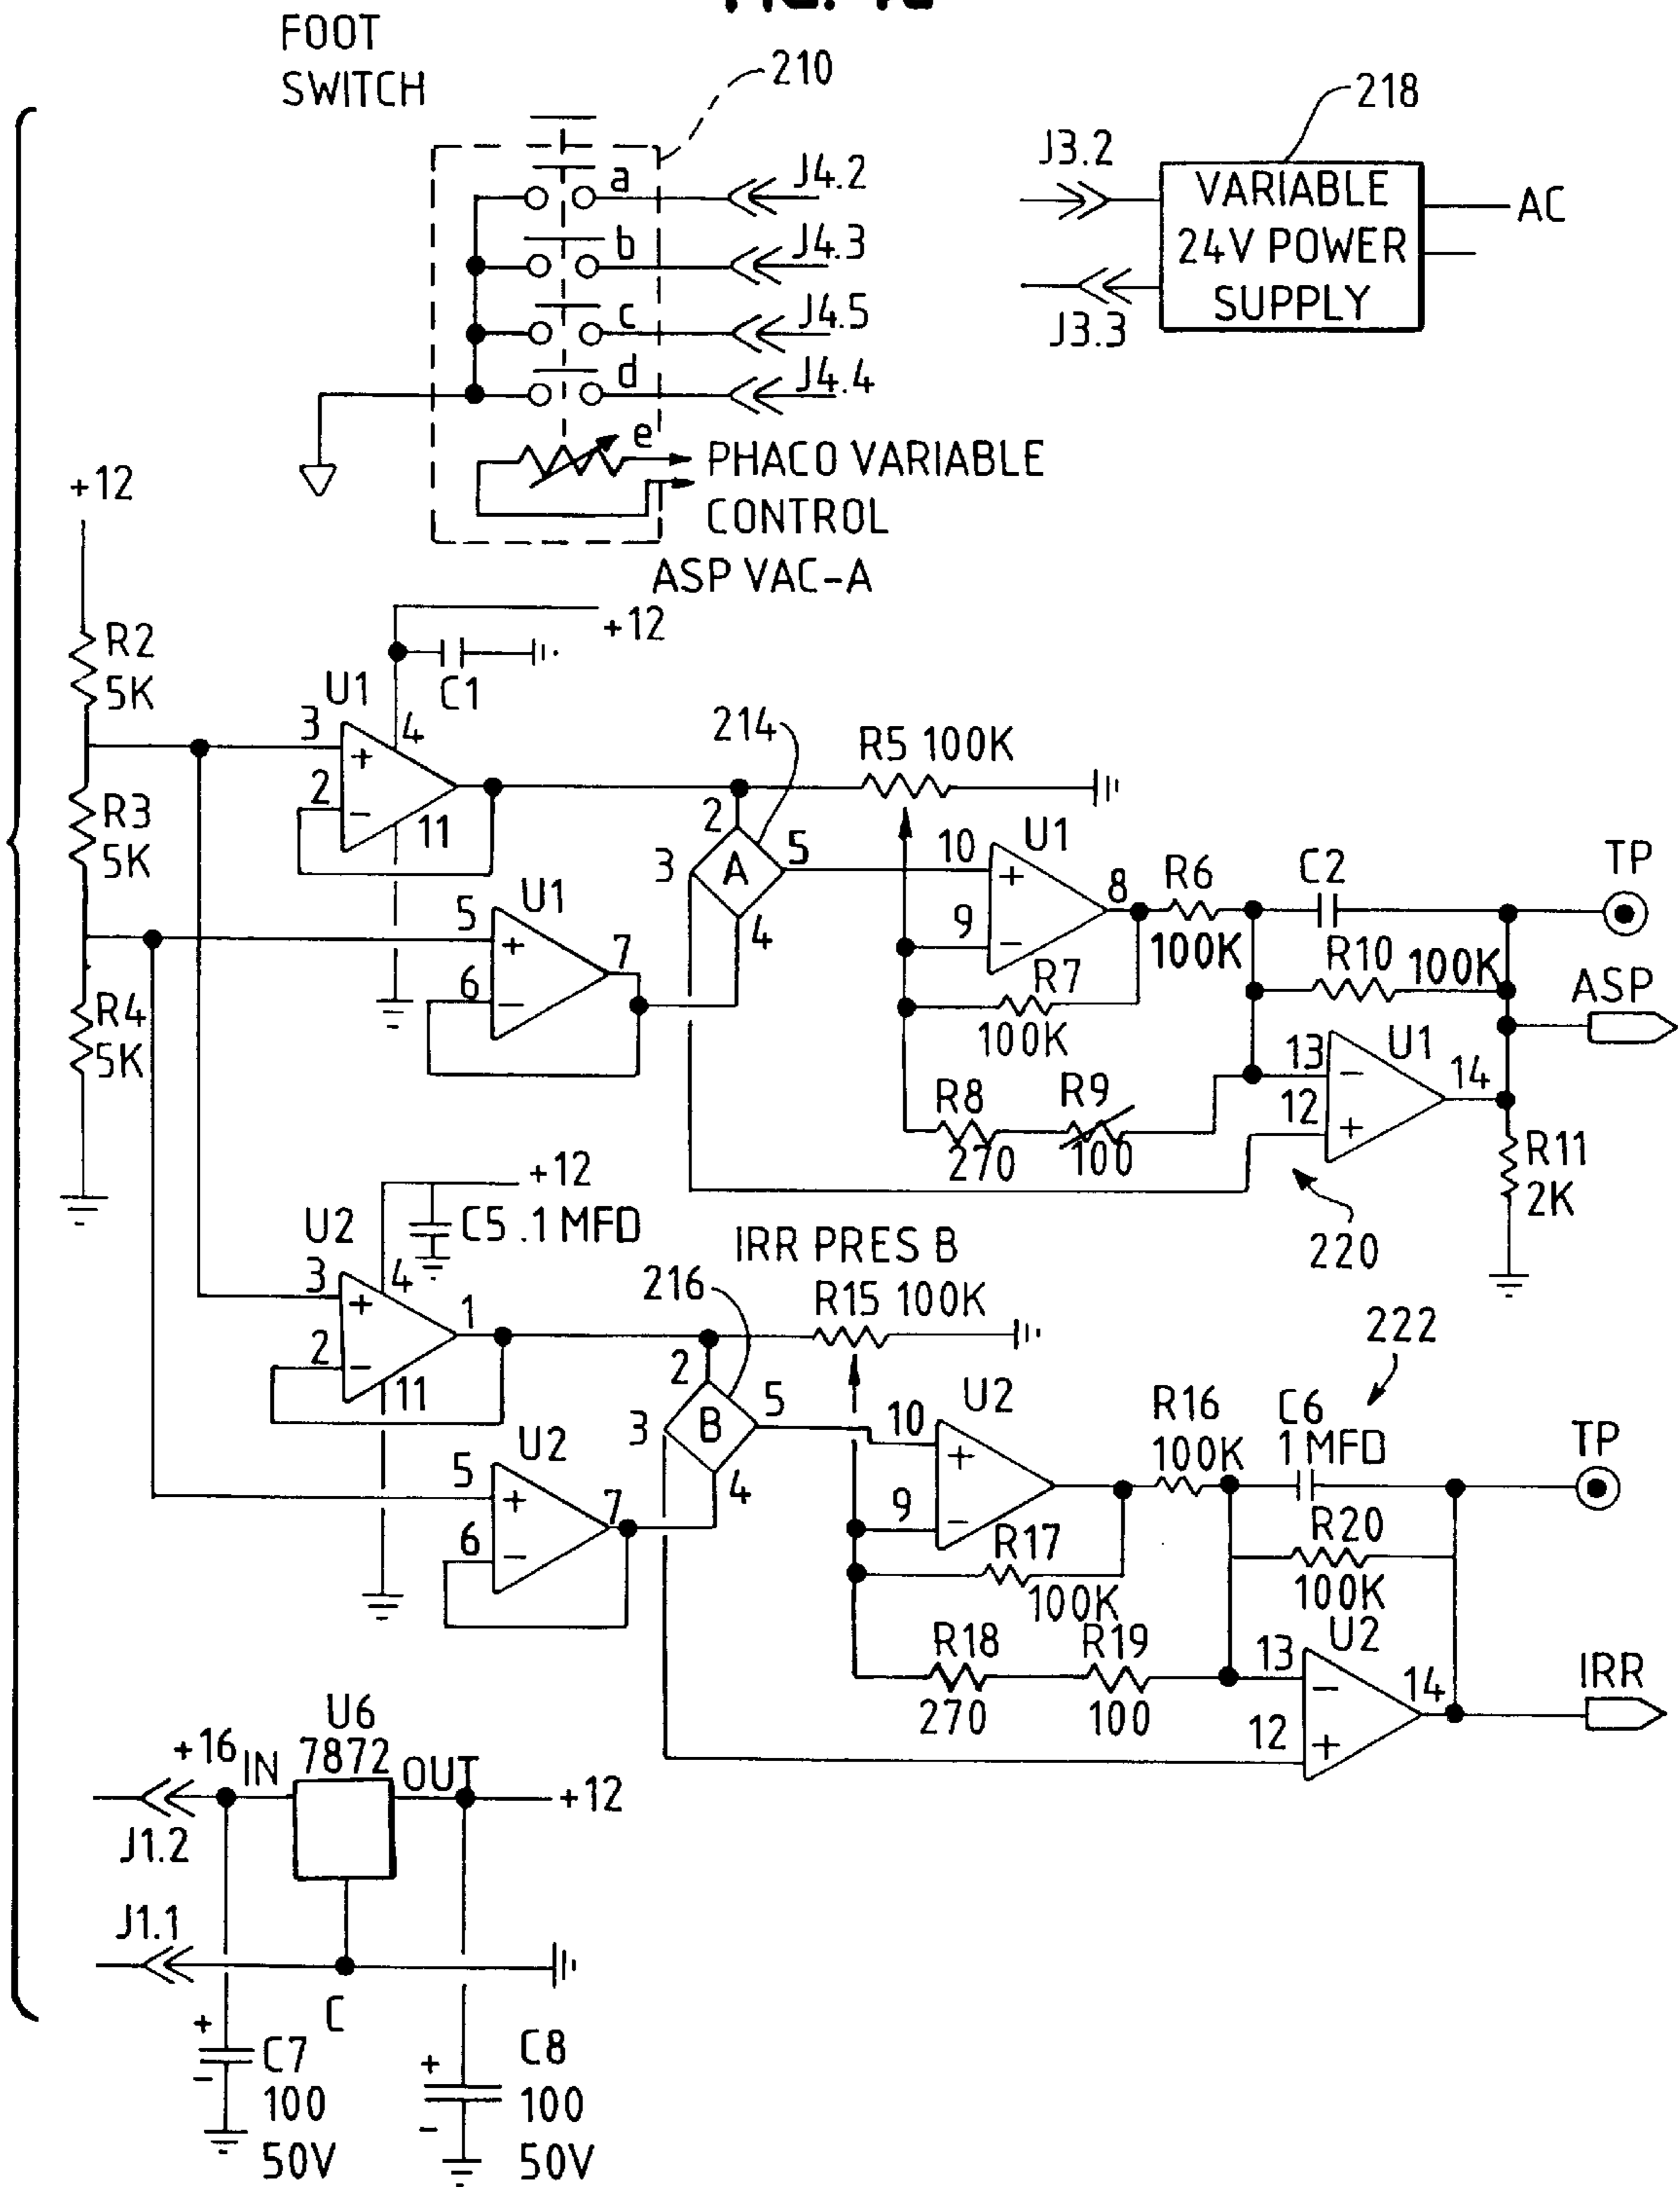 FOOT
SWITCH
210
218
a
J4.2
b
J4.3
c
J4.5
d
J4.4
e
PHACO VARIABLE
CONTROL
J3.2
J3.3
VARIABLE
24V POWER
SUPPLY
AC
ASP VAC-A
+12
R2
5K
R3
5K
R4
5K
+12
C1
U1
3
+
4
2
-
11
214
R5 100K
2
3
A
5
4
U1
5
+
7
6
-
U1
10
+
8
9
-
R6
100K
R7
100K
C2
TP
R10
100K
ASP
R8
270
R9
100
U1
13
-
14
12
+
R11
2K
220
+12
C5 .1 MFD
U2
3
+
4
1
2
-
11
IRR PRES B
216
R15 100K
2
3
B
5
4
U2
5
+
7
6
-
222
U2
10
+
9
-
R16
100K
C6
1 MFD
TP
R17
100K
R20
100K
R18
270
R19
100
U2
13
-
14
12
+
IRR
U6
7872
+16
IN
OUT
+12
J1.2
J1.1
C
+
-
C7
100
50V
+
-
C8
100
50V